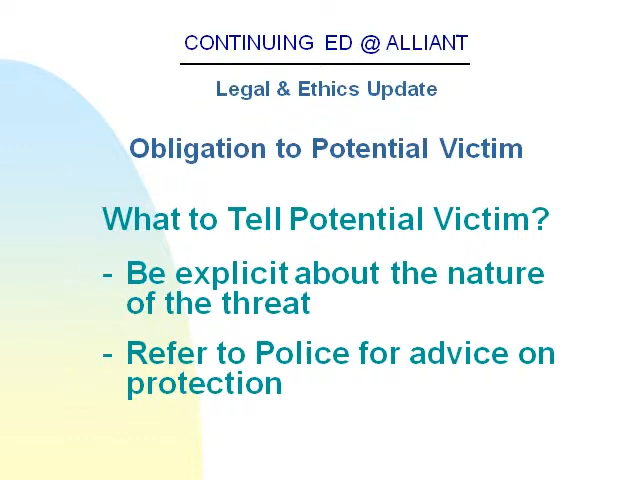 CONTINUING ED @ ALLIANT
Legal & Ethics Update
Obligation to Potential Victim
What to Tell Potential Victim?
- Be explicit about the nature
of the threat
- Refer to Police for advice on
protection